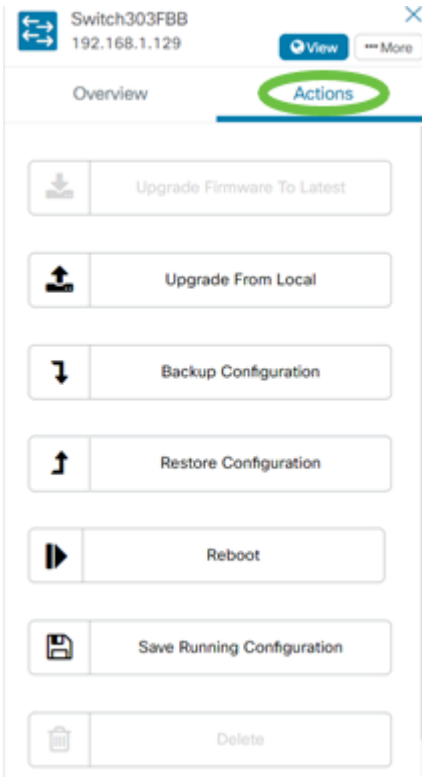 Switch303FBB
192.168.1.129
View
More
Overview
Actions
Upgrade Firmware To Latest
Upgrade From Local
Backup Configuration
Restore Configuration
Reboot
Save Running Configuration
Delete